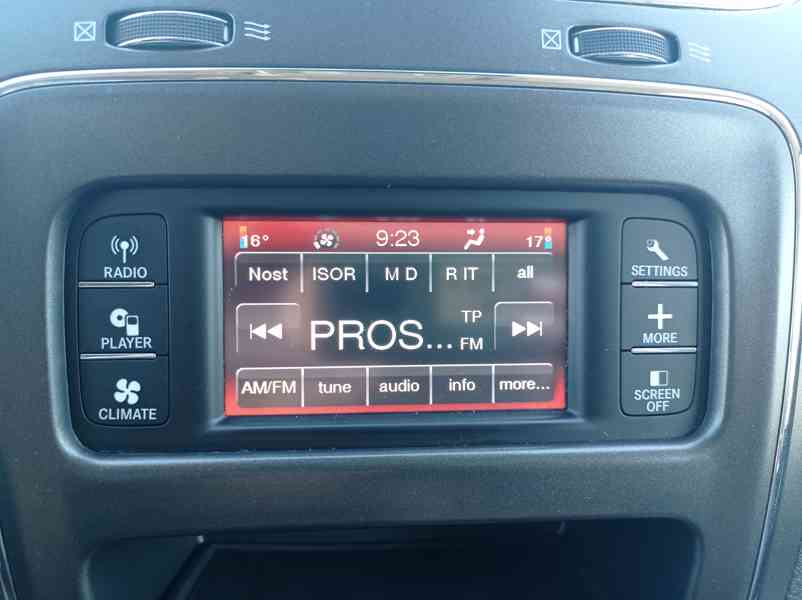 16° 9:23 17°
RADIO
SETTINGS
Nost ISOR M D R IT all
PLAYER
PROS...
TP
FM
MORE
CLIMATE
AM/FM tune audio info more...
SCREEN
OFF